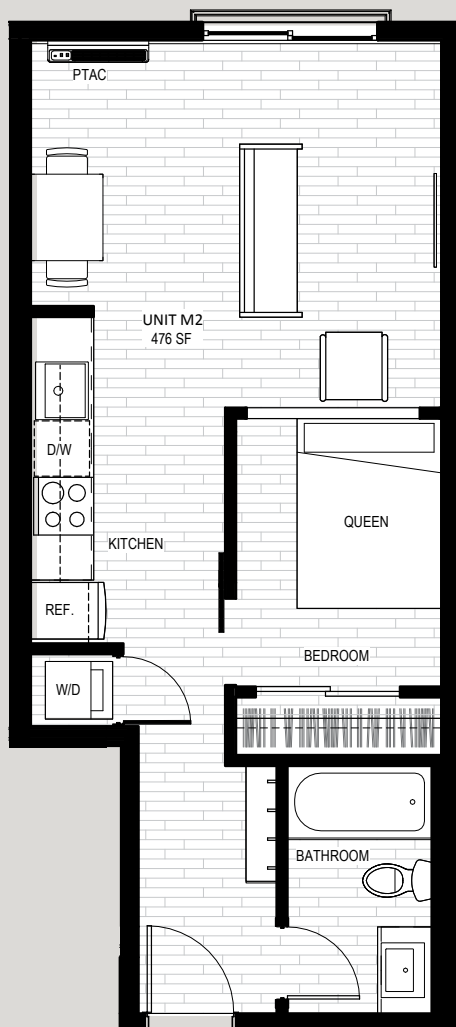 PTAC
UNIT M2
476 SF
D/W
QUEEN
KITCHEN
REF.
BEDROOM
W/D
BATHROOM